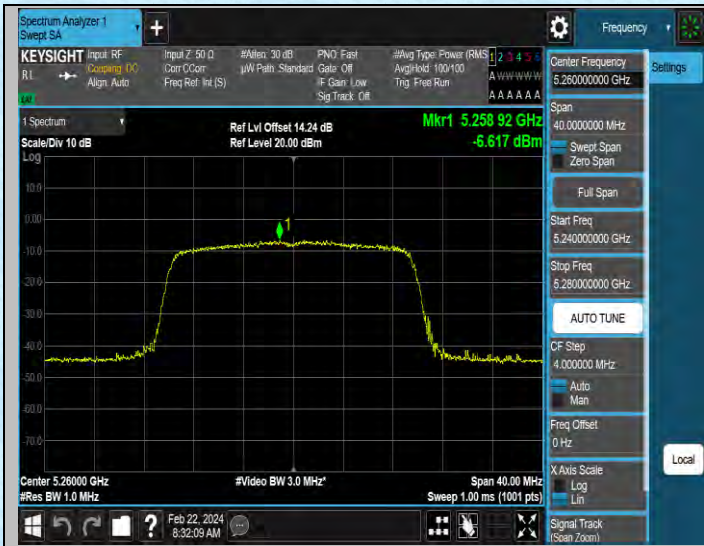 Spectrum Analyzer 1
Swept SA
+
Frequency
KEYSIGHT
Input: RF
Coupling: DC
Align: Auto
Input Z: 50 Ω
Corr CCorr
Freq Ref: Int (S)
#Atten: 30 dB
µW Path: Standard
PNO: Fast
Gate: Off
IF Gain: Low
Sig Track: Off
#Avg Type: Power (RMS
Avg|Hold: 100/100
Trig: Free Run
1 2 3 4 5 6
A W W W W W
A A A A A A
1 Spectrum
Scale/Div 10 dB
Log
Ref Lvl Offset 14.24 dB
Ref Level 20.00 dBm
Mkr1 5.258 92 GHz
-6.617 dBm
10.0
0.00
-10.0
-20.0
-30.0
-40.0
-50.0
-60.0
-70.0
1
Center 5.26000 GHz
#Res BW 1.0 MHz
#Video BW 3.0 MHz*
Span 40.00 MHz
Sweep 1.00 ms (1001 pts)
?
Feb 22, 2024
8:32:09 AM
Center Frequency
5.260000000 GHz
Span
40.0000000 MHz
Swept Span
Zero Span
Full Span
Start Freq
5.240000000 GHz
Stop Freq
5.280000000 GHz
AUTO TUNE
CF Step
4.000000 MHz
Auto
Man
Freq Offset
0 Hz
X Axis Scale
Log
Lin
Signal Track
(Span Zoom)
Settings
Local